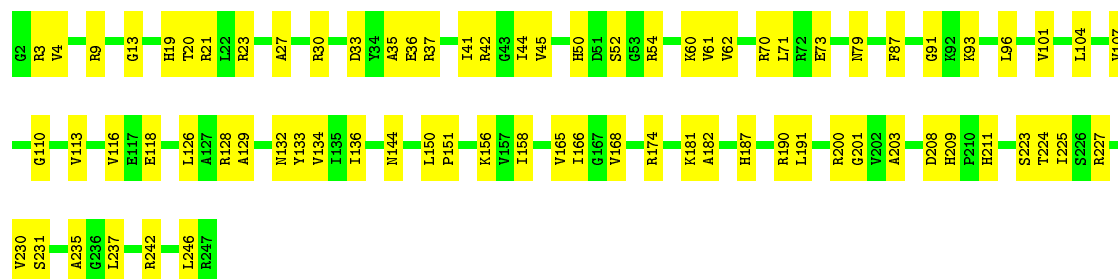 G2 R3 V4 R9 G13 H19 T20 R21 L22 R23 A27 R30 D33 Y34 A35 E36 R37 I41 R42 G43 I44 V45 H50 D51 S52 G53 R54 K60 V61 V62 R70 L71 R72 E73 N79 F87 G91 K92 K93 L96 V101 L104 V107
G110 V113 V116 E117 E118 L126 A127 R128 A129 N132 Y133 V134 I135 I136 N144 L150 P151 K156 V157 I158 V165 I166 G167 V168 R174 K181 A182 H187 R190 L191 R200 G201 V202 A203 D208 H209 P210 H211 S223 T224 I225 S226 R227
V230 S231 A235 G236 L237 R242 L246 R247